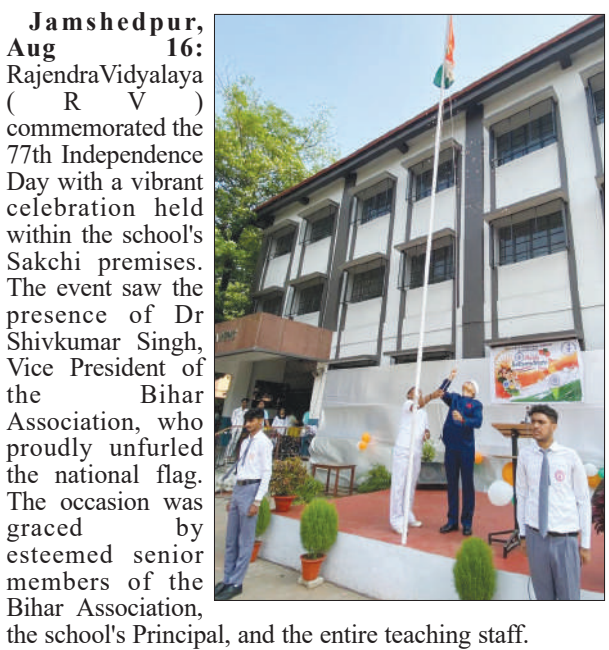 Jamshedpur,
Aug 16:
RajendraVidyalaya
( R V )
commemorated the
77th Independence
Day with a vibrant
celebration held
within the school's
Sakchi premises.
The event saw the
presence of Dr
Shivkumar Singh,
Vice President of
the Bihar
Association, who
proudly unfurled
the national flag.
The occasion was
graced by
esteemed senior
members of the
Bihar Association,
the school's Principal, and the entire teaching staff.